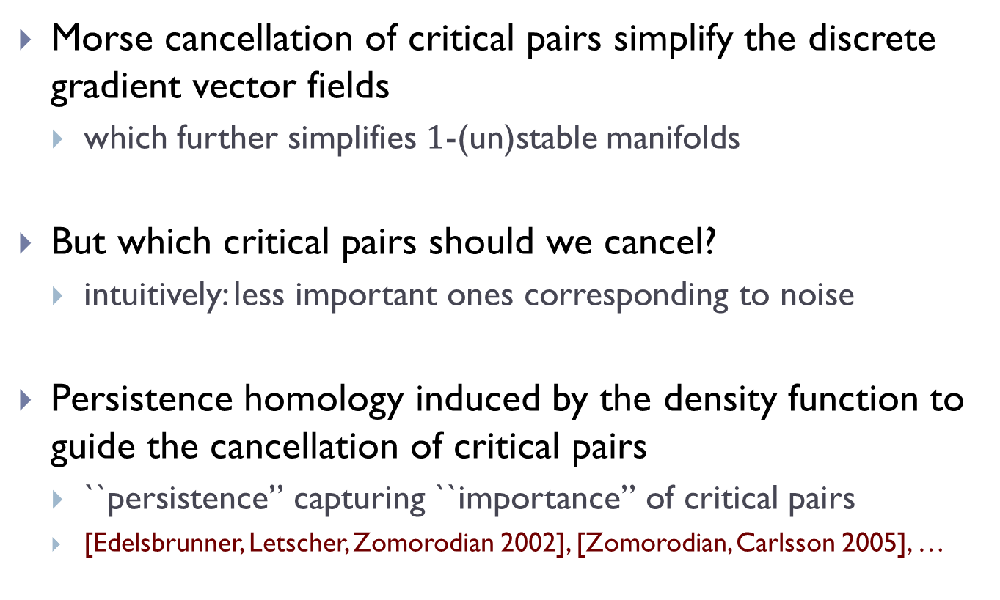 Morse cancellation of critical pairs simplify the discrete
gradient vector fields
which further simplifies 1-(un)stable manifolds
But which critical pairs should we cancel?
intuitively: less important ones corresponding to noise
Persistence homology induced by the density function to
guide the cancellation of critical pairs
``persistence” capturing ``importance” of critical pairs
[Edelsbrunner, Letscher, Zomorodian 2002], [Zomorodian, Carlsson 2005], …